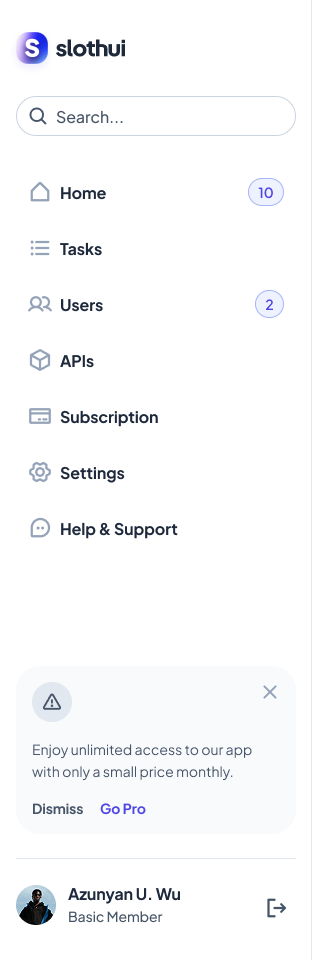 S slothui
Search...
Home 10
Tasks
Users 2
APIs
Subscription
Settings
Help & Support
Enjoy unlimited access to our app
with only a small price monthly.
Dismiss Go Pro
Azunyan U. Wu
Basic Member